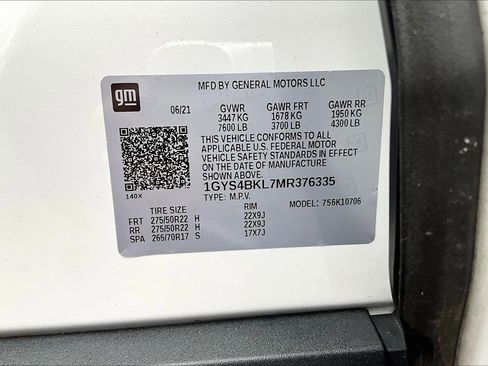 gm
MFD BY GENERAL MOTORS LLC
06/21 GVWR GAWR FRT GAWR RR
3447 KG 1678 KG 1950 KG
7600 LB 3700 LB 4300 LB
THIS VEHICLE CONFORMS TO ALL
APPLICABLE U.S. FEDERAL MOTOR
VEHICLE SAFETY STANDARDS IN EFFECT
ON THE DATE OF MANUFACTURE
SHOWN ABOVE.
140X 1GYS4BKL7MR376335
TYPE: M.P.V. 756K10706
TIRE SIZE RIM
FRT 275/50R22 H 22X9J
RR 275/50R22 H 22X9J
SPA 265/70R17 S 17X7J